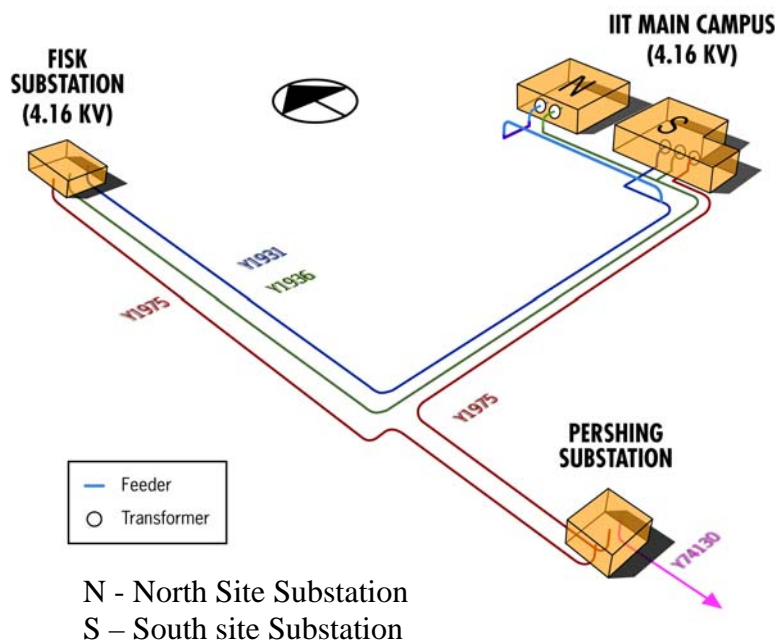 FISK
SUBSTATION
(4.16 KV)
IIT MAIN CAMPUS
(4.16 KV)
N
S
Y1931
Y1936
Y1975
Y1975
PERSHING
SUBSTATION
Feeder
Transformer
Y74130
N - North Site Substation
S – South site Substation